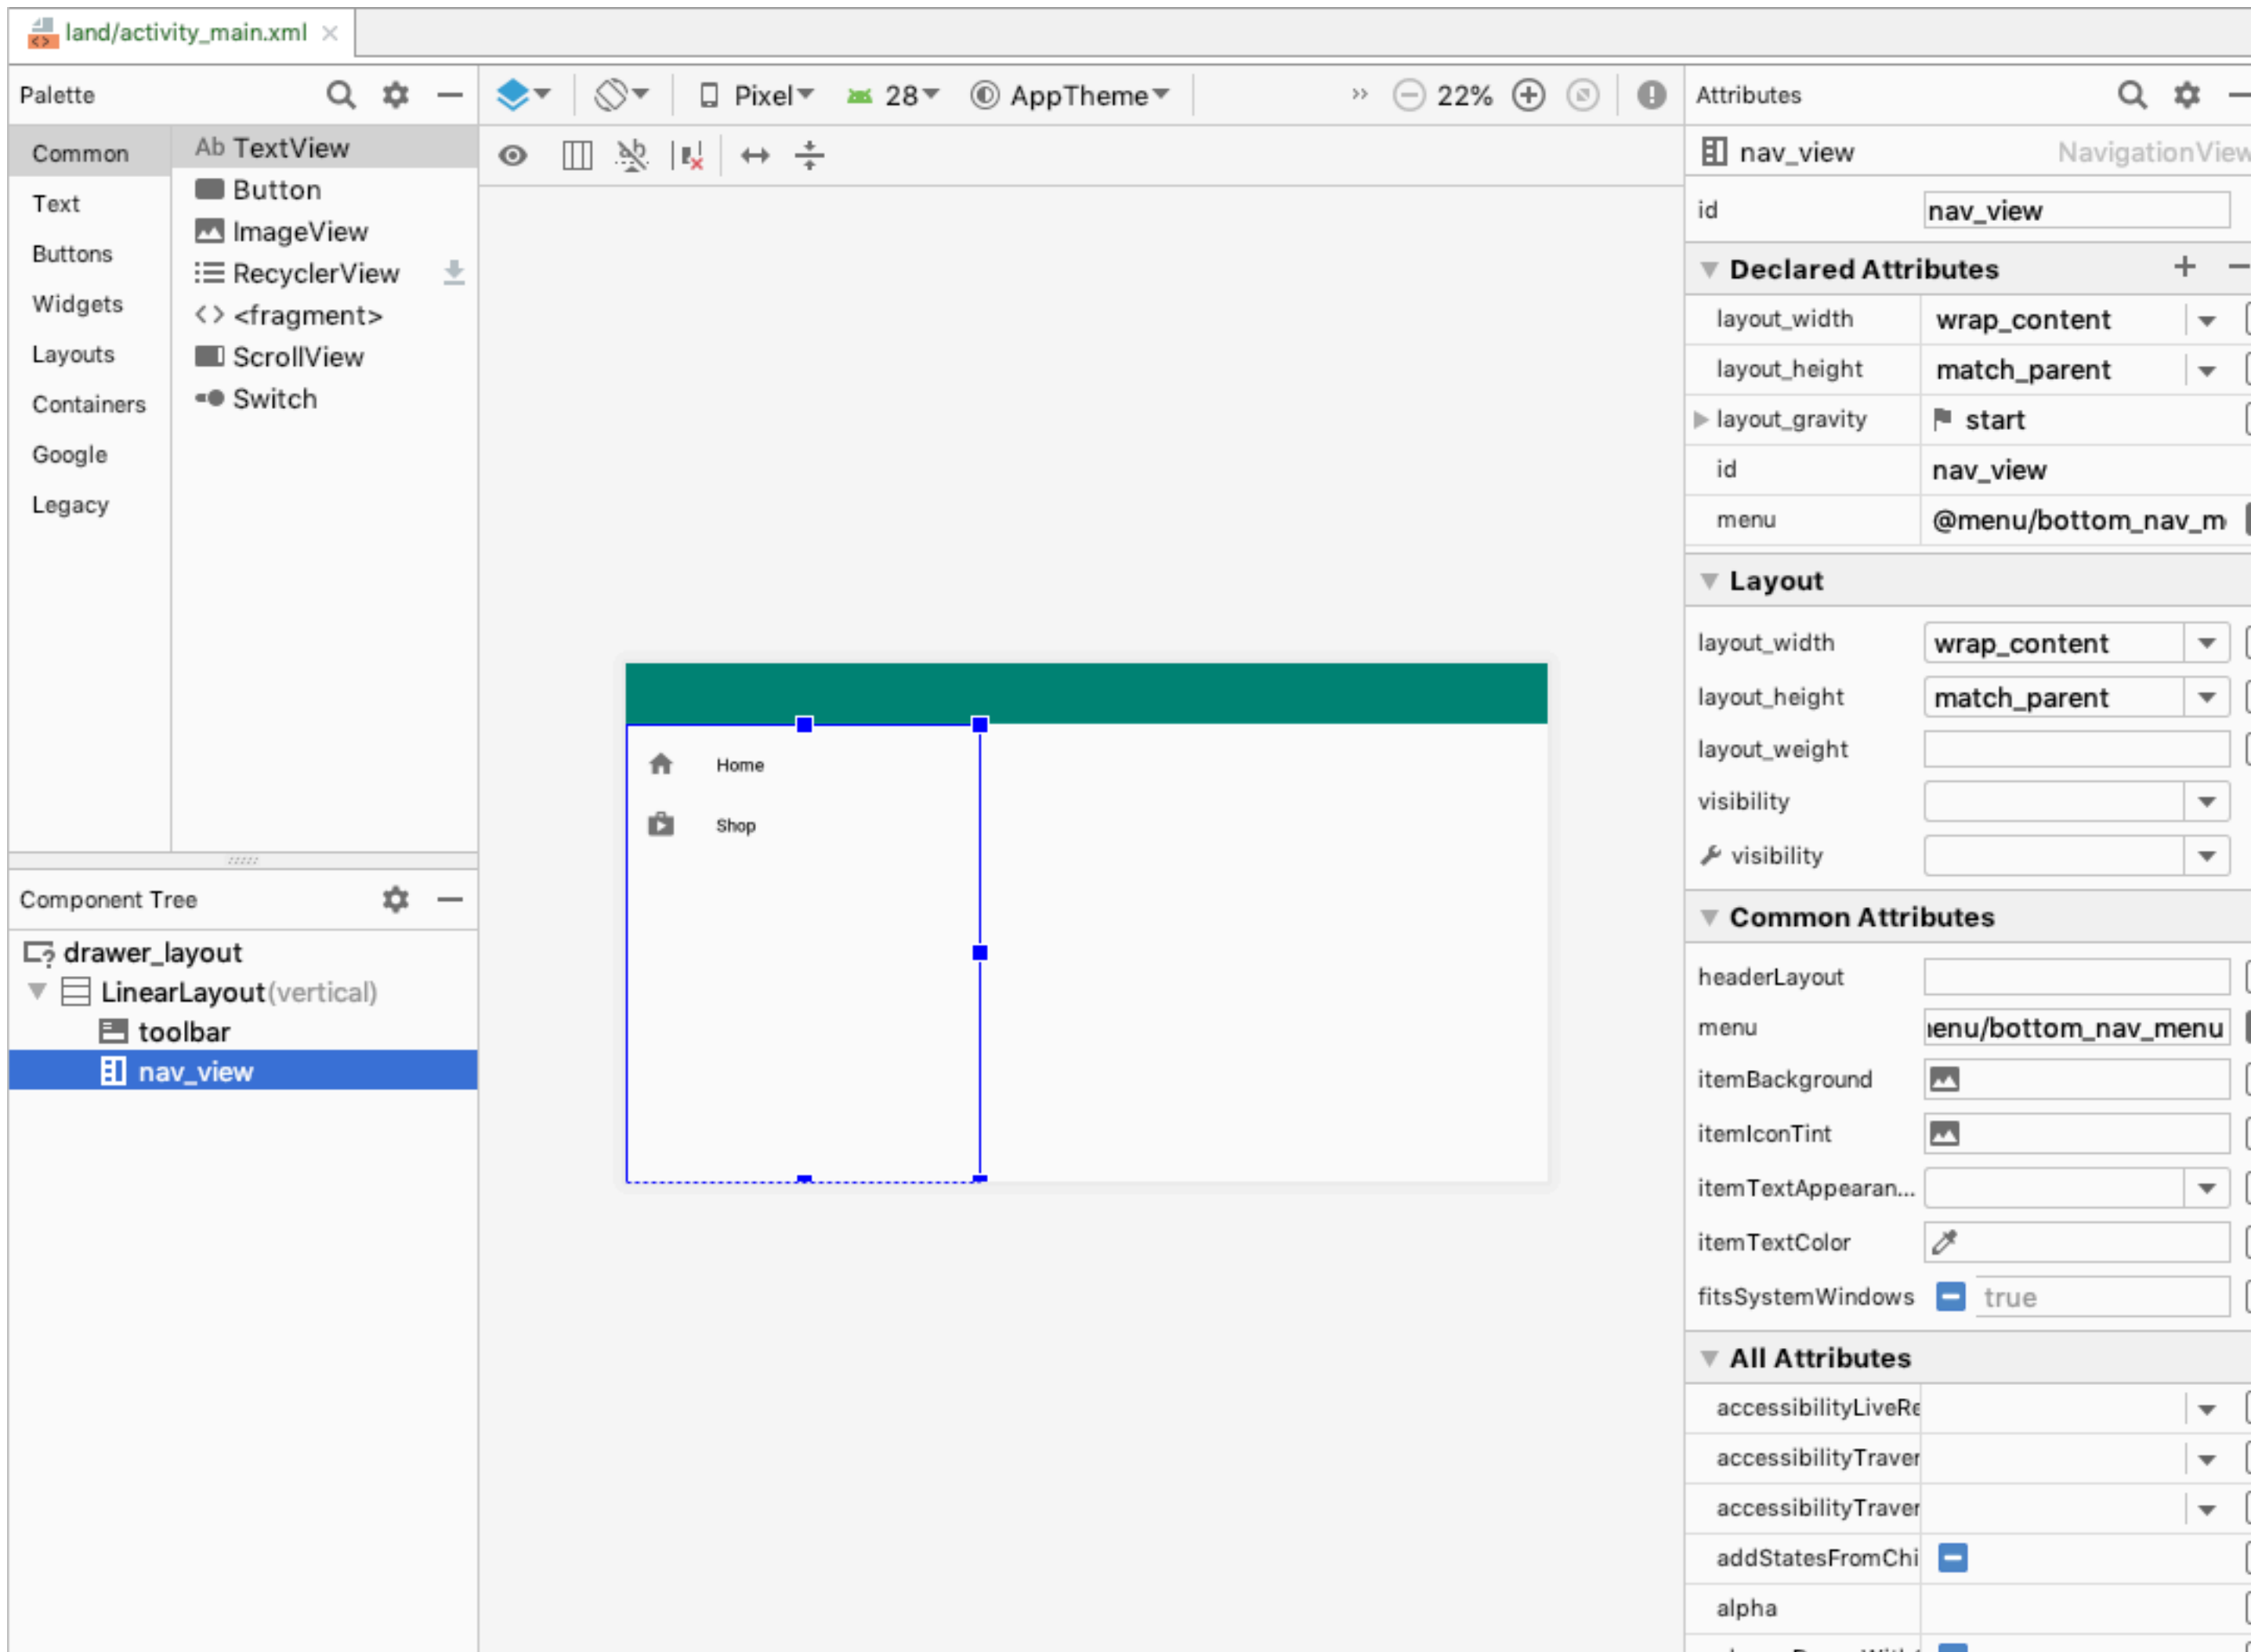 land/activity_main.xml
Palette
Common
Text
Buttons
Widgets
Layouts
Containers
Google
Legacy
Ab TextView
Button
ImageView
RecyclerView
<fragment>
ScrollView
Switch
Component Tree
drawer_layout
LinearLayout(vertical)
toolbar
nav_view
Pixel 28 AppTheme 22%
Home
Shop
Attributes
nav_view NavigationView
id nav_view
Declared Attributes
layout_width wrap_content
layout_height match_parent
layout_gravity start
id nav_view
menu @menu/bottom_nav_m
Layout
layout_width wrap_content
layout_height match_parent
layout_weight
visibility
visibility
Common Attributes
headerLayout
menu enu/bottom_nav_menu
itemBackground
itemIconTint
itemTextAppearan...
itemTextColor
fitsSystemWindows true
All Attributes
accessibilityLiveRe
accessibilityTraver
accessibilityTraver
addStatesFromChi
alpha